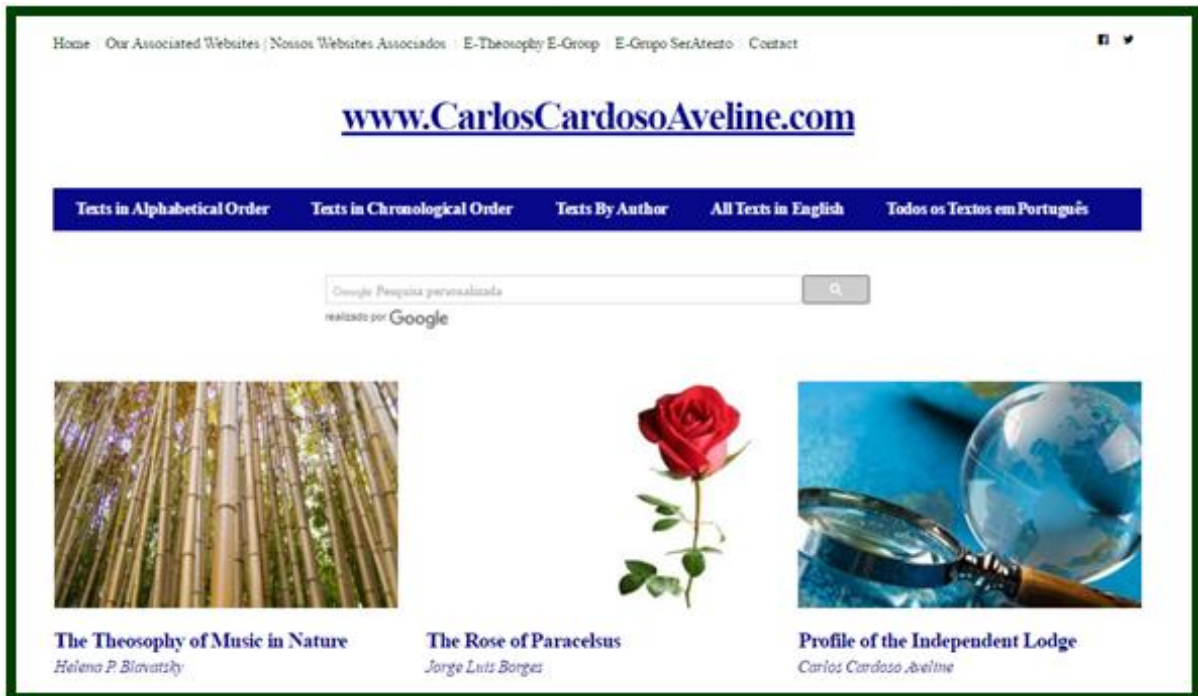 Home | Our Associated Websites | Nossos Websites Associados | E-Theosophy E-Group | E-Grupo SerAtento | Contact
www.CarlosCardosoAveline.com
Texts in Alphabetical Order Texts in Chronological Order Texts By Author All Texts in English Todos os Textos em Português
Google Pesquisa personalizada
realizado por Google
The Theosophy of Music in Nature The Rose of Paracelsus Profile of the Independent Lodge
Helena P. Blavatsky Jorge Luis Borges Carlos Cardoso Aveline